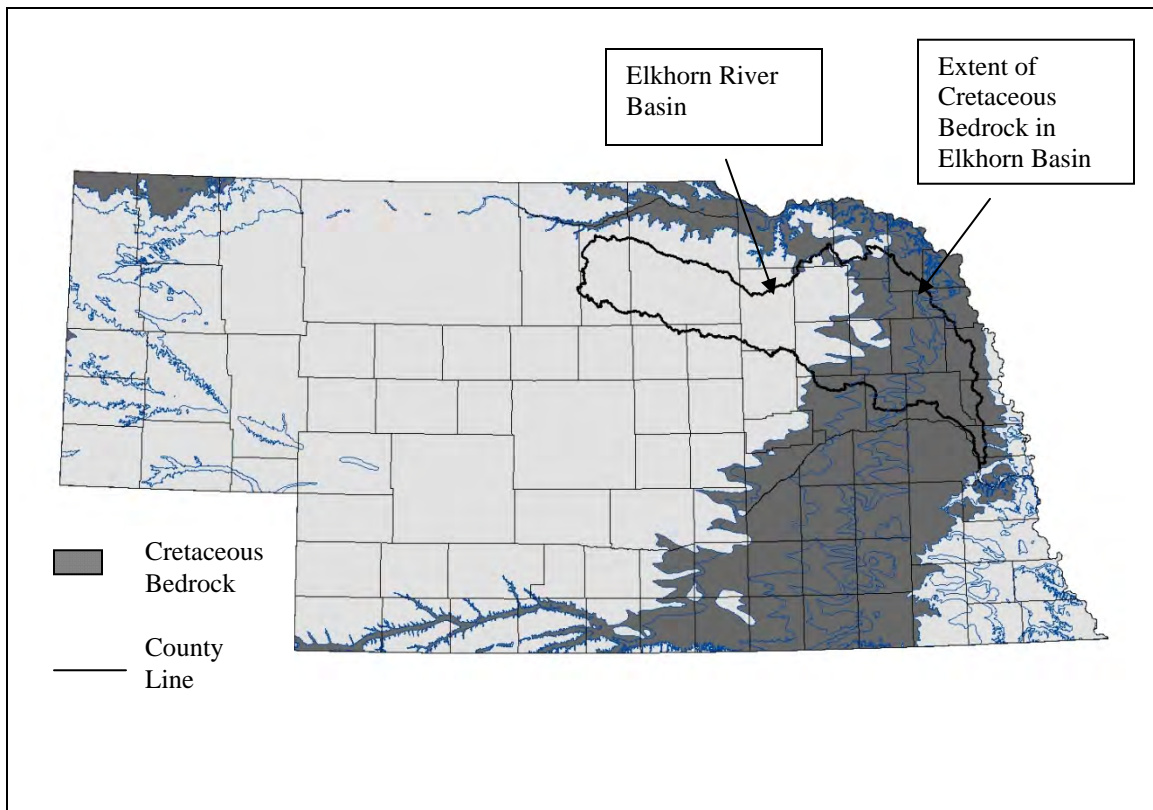 Elkhorn River
Basin
Extent of
Cretaceous
Bedrock in
Elkhorn Basin
Cretaceous
Bedrock
County
Line